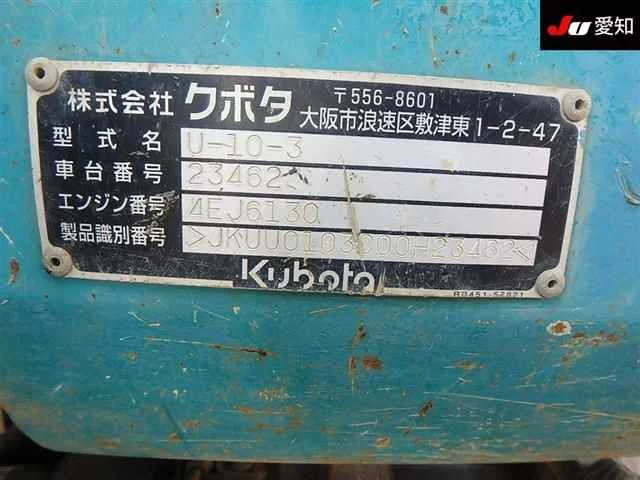 JU 愛知
株式会社 クボタ 〒556-8601
大阪市浪速区敷津東1-2-47
型式名 U-10-3
車台番号 23462
エンジン番号 4EJ6130
製品識別番号 >JKUU0103C00H23462<
Kubota